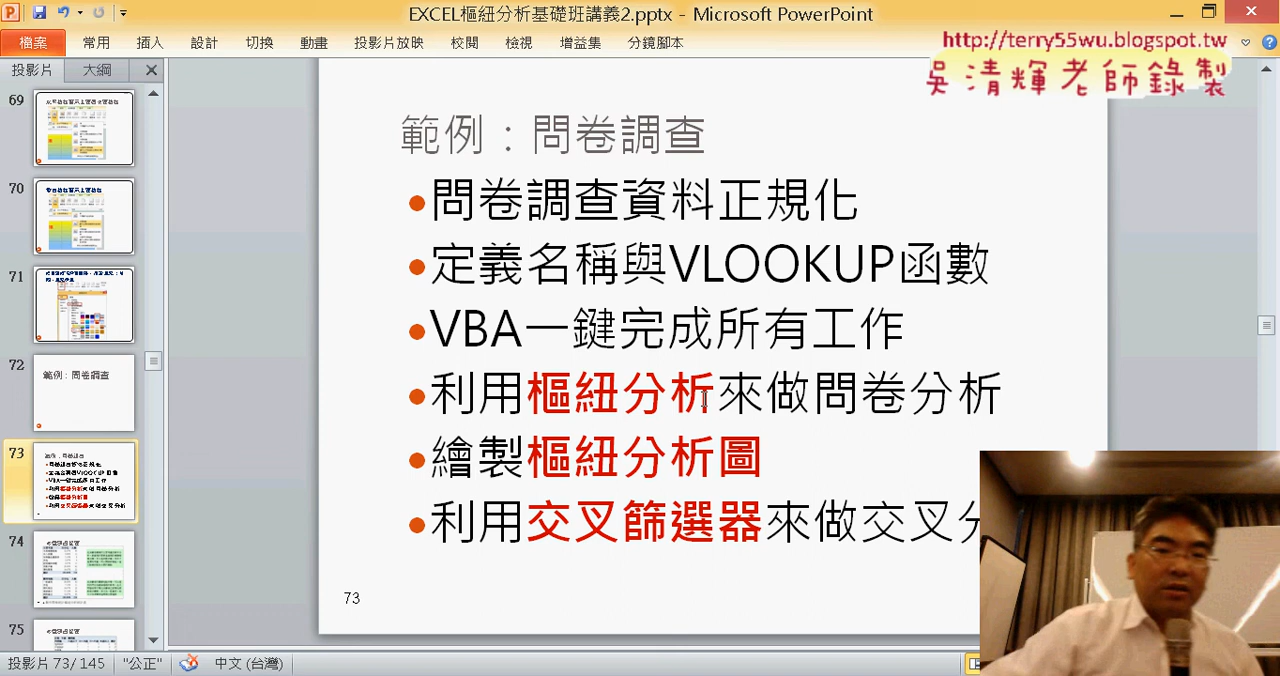 EXCEL樞紐分析基礎班講義2.pptx - Microsoft PowerPoint
檔案 常用 插入 設計 切換 動畫 投影片放映 校閱 檢視 增益集 分鏡腳本
http://terry55wu.blogspot.tw
吳清輝老師錄製
投影片 大綱
69
70
71
72
範例：問卷調查
73
74
75
範例：問卷調查
問卷調查資料正規化
定義名稱與VLOOKUP函數
VBA一鍵完成所有工作
利用樞紐分析來做問卷分析
繪製樞紐分析圖
利用交叉篩選器來做交叉分
73
投影片 73/ 145 "公正" 中文 (台灣)